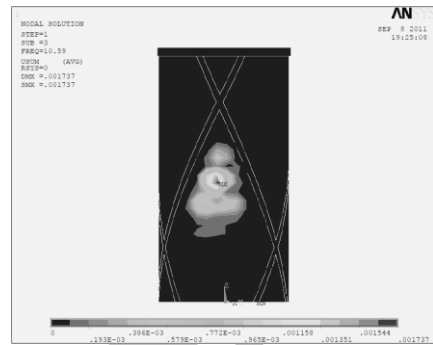 NODAL SOLUTION
STEP=1
SUB =3
FREQ=10.59
USUM (AVG)
RSYS=0
DMX =.001737
SMX =.001737
AN
SEP 8 2011
19:25:08
MX
0 .386E-03 .772E-03 .001158 .001544
.193E-03 .579E-03 .965E-03 .001351 .001737